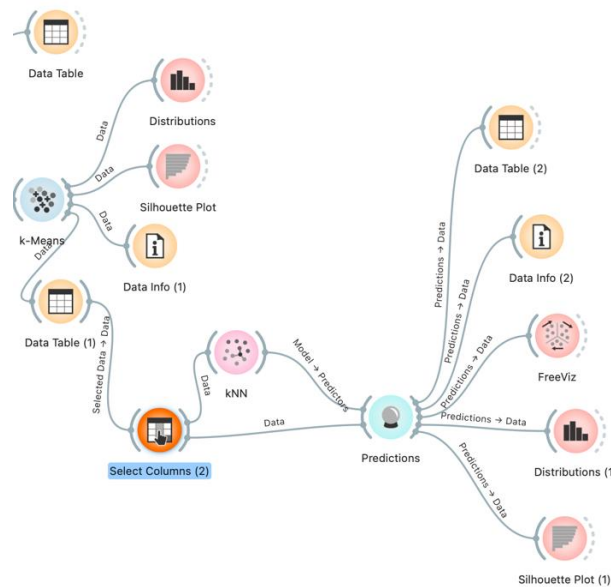 Data Table
Data
Distributions
Data
Silhouette Plot
k-Means
Data
Data Info (1)
Data
Data Table (1)
Selected Data → Data
Data
kNN
Model → Predictors
Select Columns (2)
Data
Predictions
Predictions → Data
Data Table (2)
Predictions → Data
Data Info (2)
Predictions → Data
FreeViz
Predictions → Data
Distributions (1
Predictions → Data
Silhouette Plot (1)